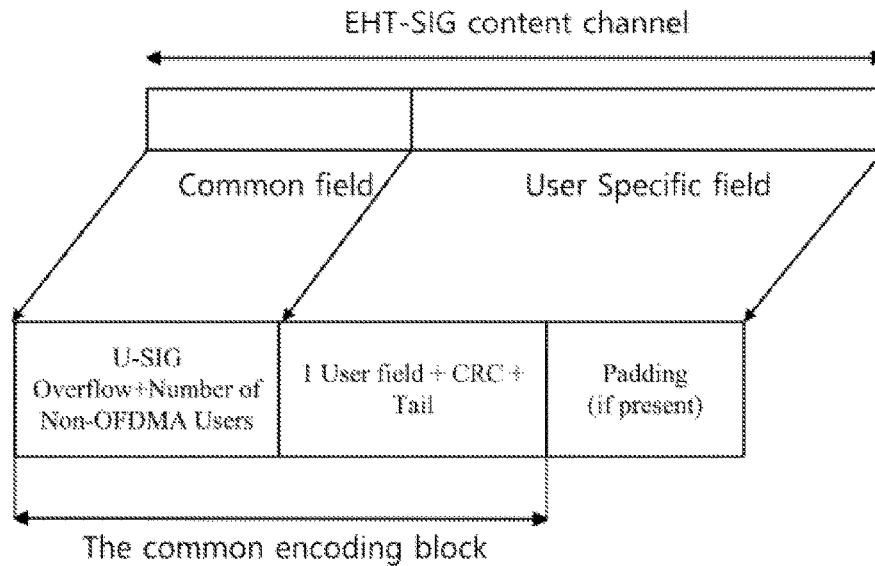 EHT-SIG content channel
Common field
User Specific field
U-SIG
Overflow+Number of
Non-OFDMA Users
1 User field + CRC +
Tail
Padding
(if present)
The common encoding block